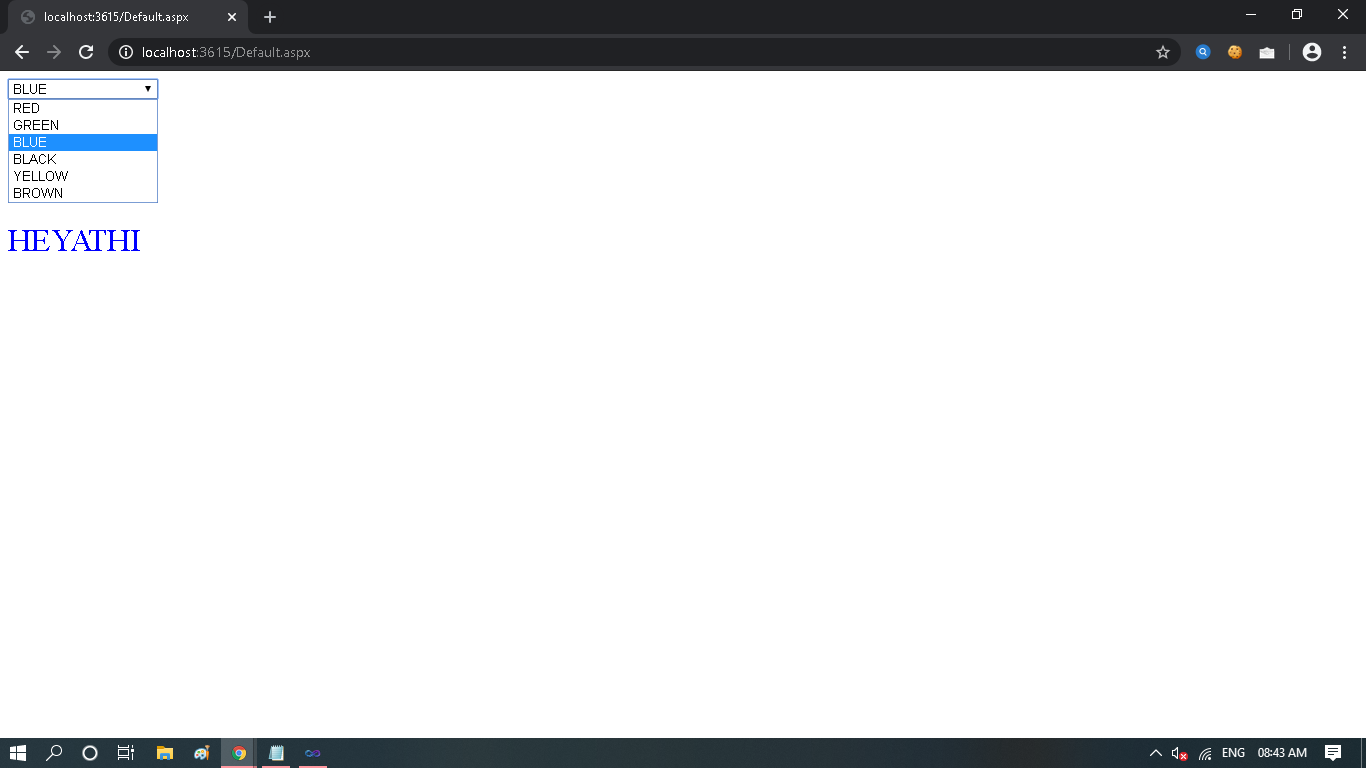 localhost:3615/Default.aspx
localhost:3615/Default.aspx
BLUE
RED
GREEN
BLUE
BLACK
YELLOW
BROWN
HEYATHI
ENG 08:43 AM